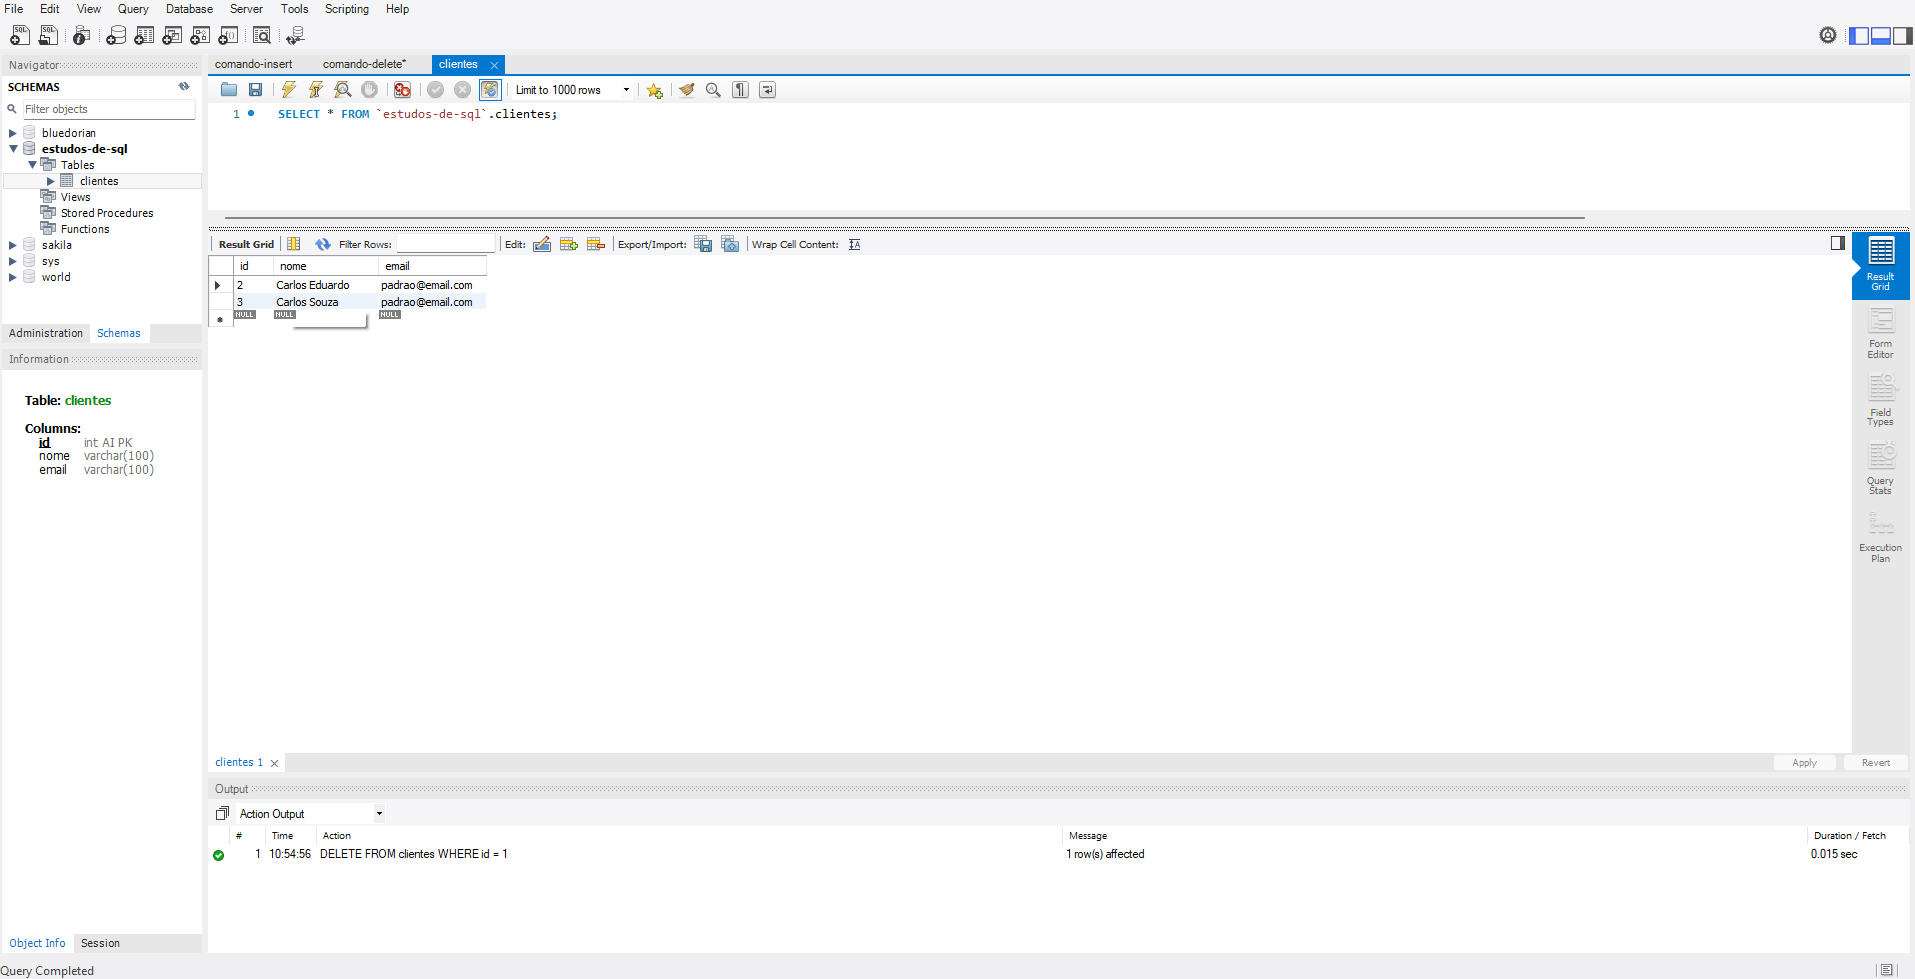 File Edit View Query Database Server Tools Scripting Help
Navigator
SCHEMAS
Filter objects
bluedorian
estudos-de-sql
Tables
clientes
Views
Stored Procedures
Functions
sakila
sys
world
Administration Schemas
Information
Table: clientes
Columns:
id int AI PK
nome varchar(100)
email varchar(100)
Object Info Session
comando-insert comando-delete* clientes
Limit to 1000 rows
1 SELECT * FROM `estudos-de-sql`.clientes;
Result Grid Filter Rows: Edit: Export/Import: Wrap Cell Content:
id nome email
2 Carlos Eduardo padrao@email.com
3 Carlos Souza padrao@email.com
NULL NULL NULL
Result
Grid
Form
Editor
Field
Types
Query
Stats
Execution
Plan
clientes 1 Apply Revert
Output
Action Output
# Time Action Message Duration / Fetch
1 10:54:56 DELETE FROM clientes WHERE id = 1 1 row(s) affected 0.015 sec
Query Completed